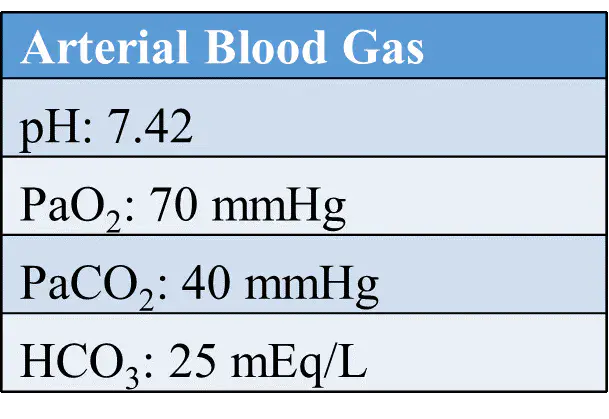 Arterial Blood Gas
pH: 7.42
PaO₂: 70 mmHg
PaCO₂: 40 mmHg
HCO₃: 25 mEq/L